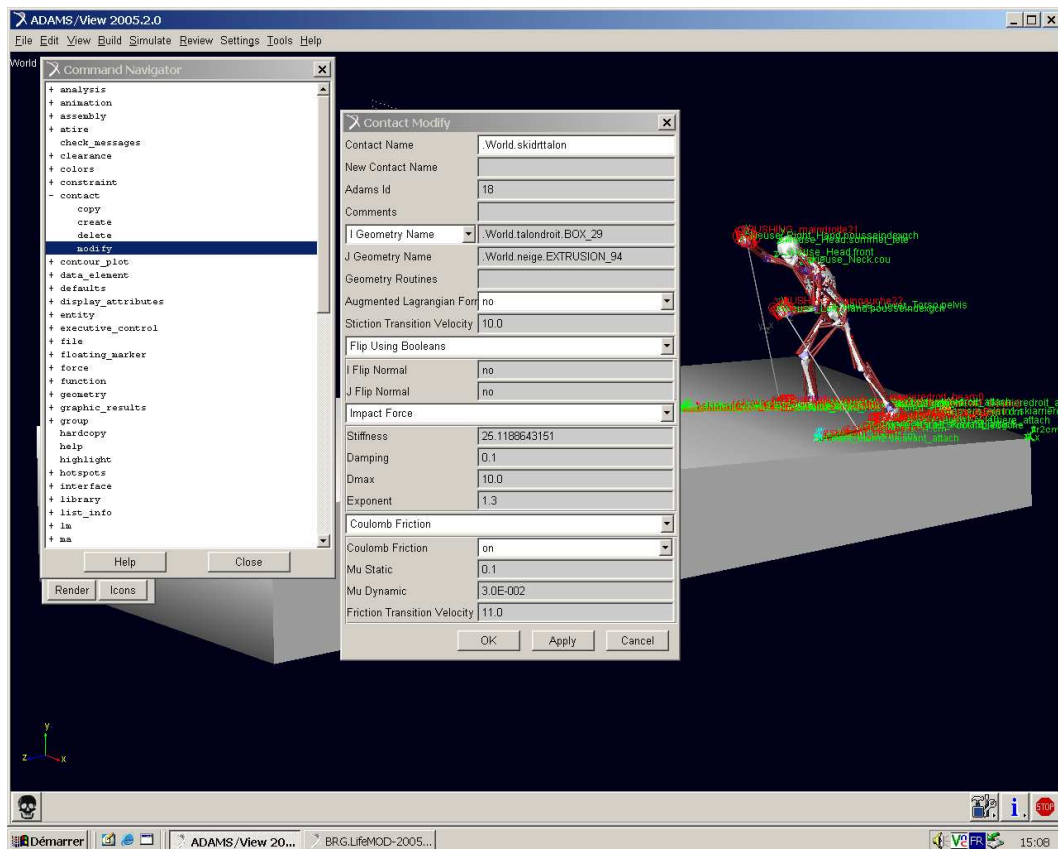 ADAMS/View 2005.2.0
File Edit View Build Simulate Review Settings Tools Help
World
Command Navigator
+ analysis
+ animation
+ assembly
+ atire
check_messages
+ clearance
+ colors
+ constraint
- contact
copy
create
delete
modify
+ contour_plot
+ data_element
+ defaults
+ display_attributes
+ entity
+ executive_control
+ file
+ floating_marker
+ force
+ function
+ geometry
+ graphic_results
+ group
hardcopy
help
highlight
+ hotspots
+ interface
+ library
+ list_info
+ lm
+ ma
Help Close
Render Icons
Contact Modify
Contact Name .World.skidrttalon
New Contact Name
Adams Id 18
Comments
I Geometry Name .World.talondroit.BOX_29
J Geometry Name .World.neige.EXTRUSION_94
Geometry Routines
Augmented Lagrangian Forr no
Stiction Transition Velocity 10.0
Flip Using Booleans
I Flip Normal no
J Flip Normal no
Impact Force
Stiffness 25.1188643151
Damping 0.1
Dmax 10.0
Exponent 1.3
Coulomb Friction
Coulomb Friction on
Mu Static 0.1
Mu Dynamic 3.0E-002
Friction Transition Velocity 11.0
OK Apply Cancel
y
z x
STOP
Démarrer ADAMS/View 20... BRG.LifeMOD-2005... FR 15:08